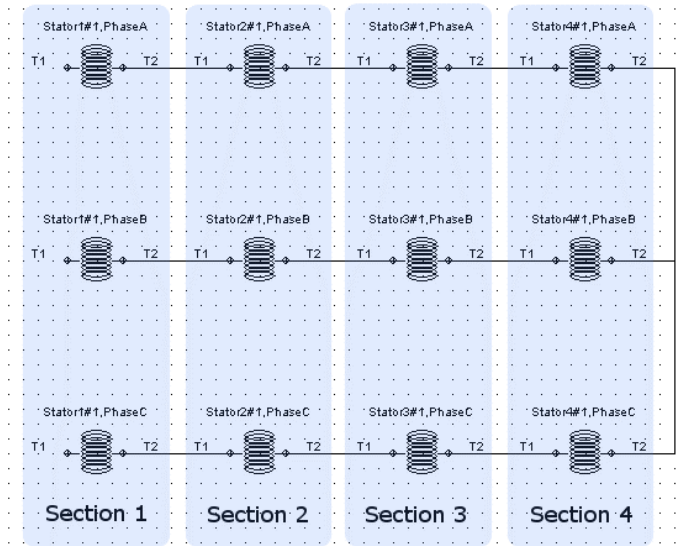 Stator1#1,PhaseA Stator2#1,PhaseA Stator3#1,PhaseA Stator4#1,PhaseA
T1 T2 T1 T2 T1 T2 T1 T2
Stator1#1,PhaseB Stator2#1,PhaseB Stator3#1,PhaseB Stator4#1,PhaseB
T1 T2 T1 T2 T1 T2 T1 T2
Stator1#1,PhaseC Stator2#1,PhaseC Stator3#1,PhaseC Stator4#1,PhaseC
T1 T2 T1 T2 T1 T2 T1 T2
Section 1 Section 2 Section 3 Section 4